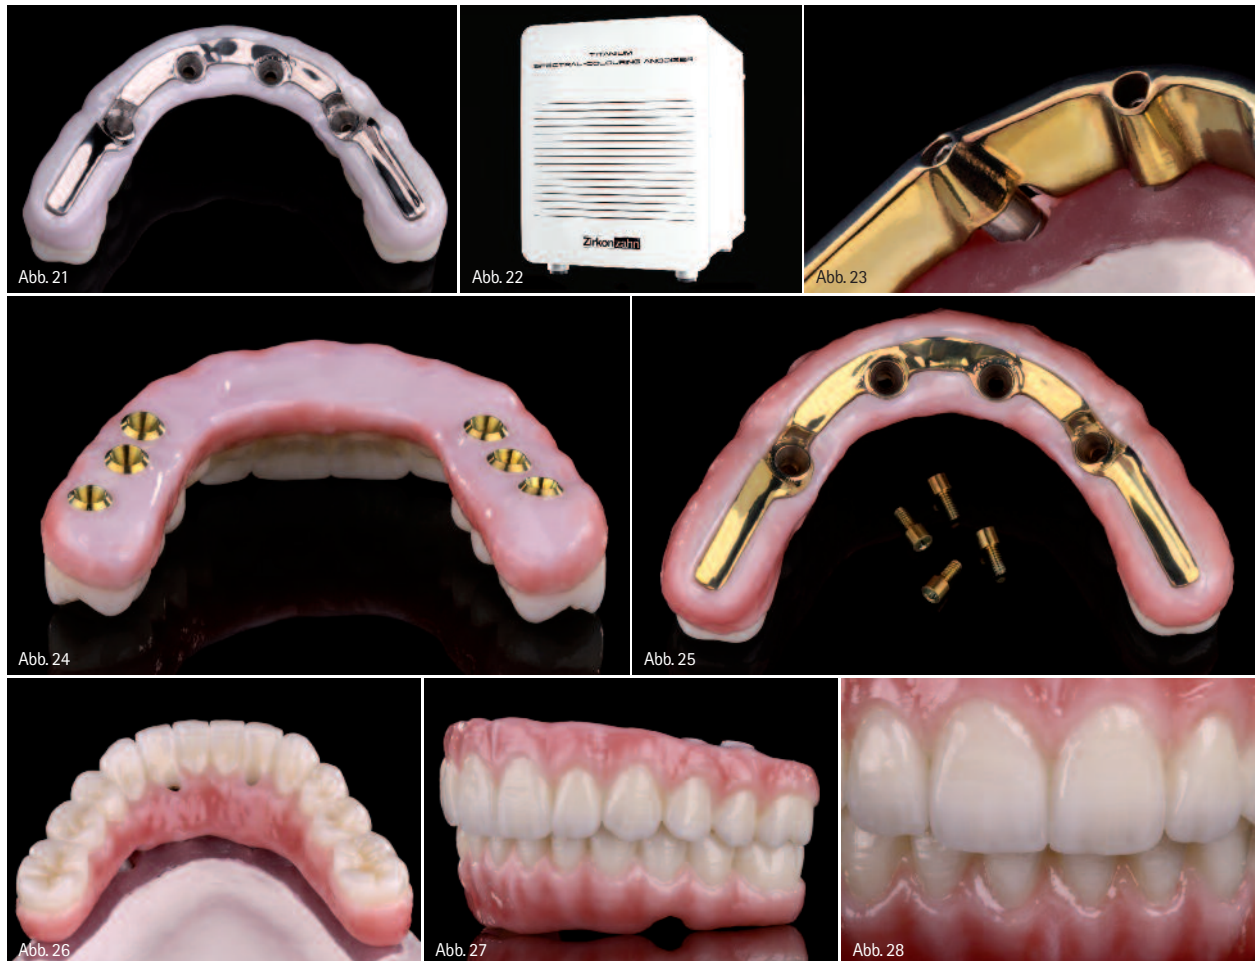 Abb. 21
TITANIUM
SPECTRAL-COLOURING ANODIZER
Zirkonzahn
Abb. 22
Abb. 23
Abb. 24
Abb. 25
Abb. 26
Abb. 27
Abb. 28